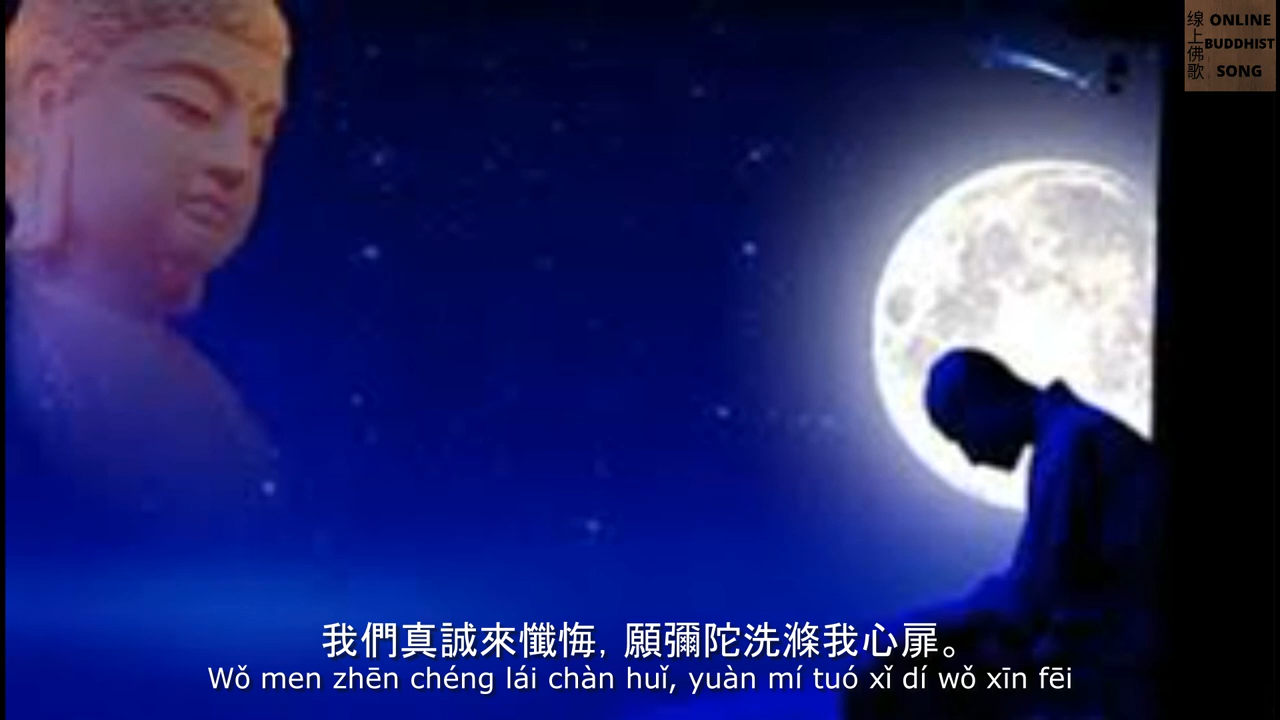 线上佛歌
ONLINE
BUDDHIST
SONG
我們真誠來懺悔, 願彌陀洗滌我心扉。
Wǒ men zhēn chéng lái chàn huǐ, yuàn mí tuó xǐ dí wǒ xīn fēi